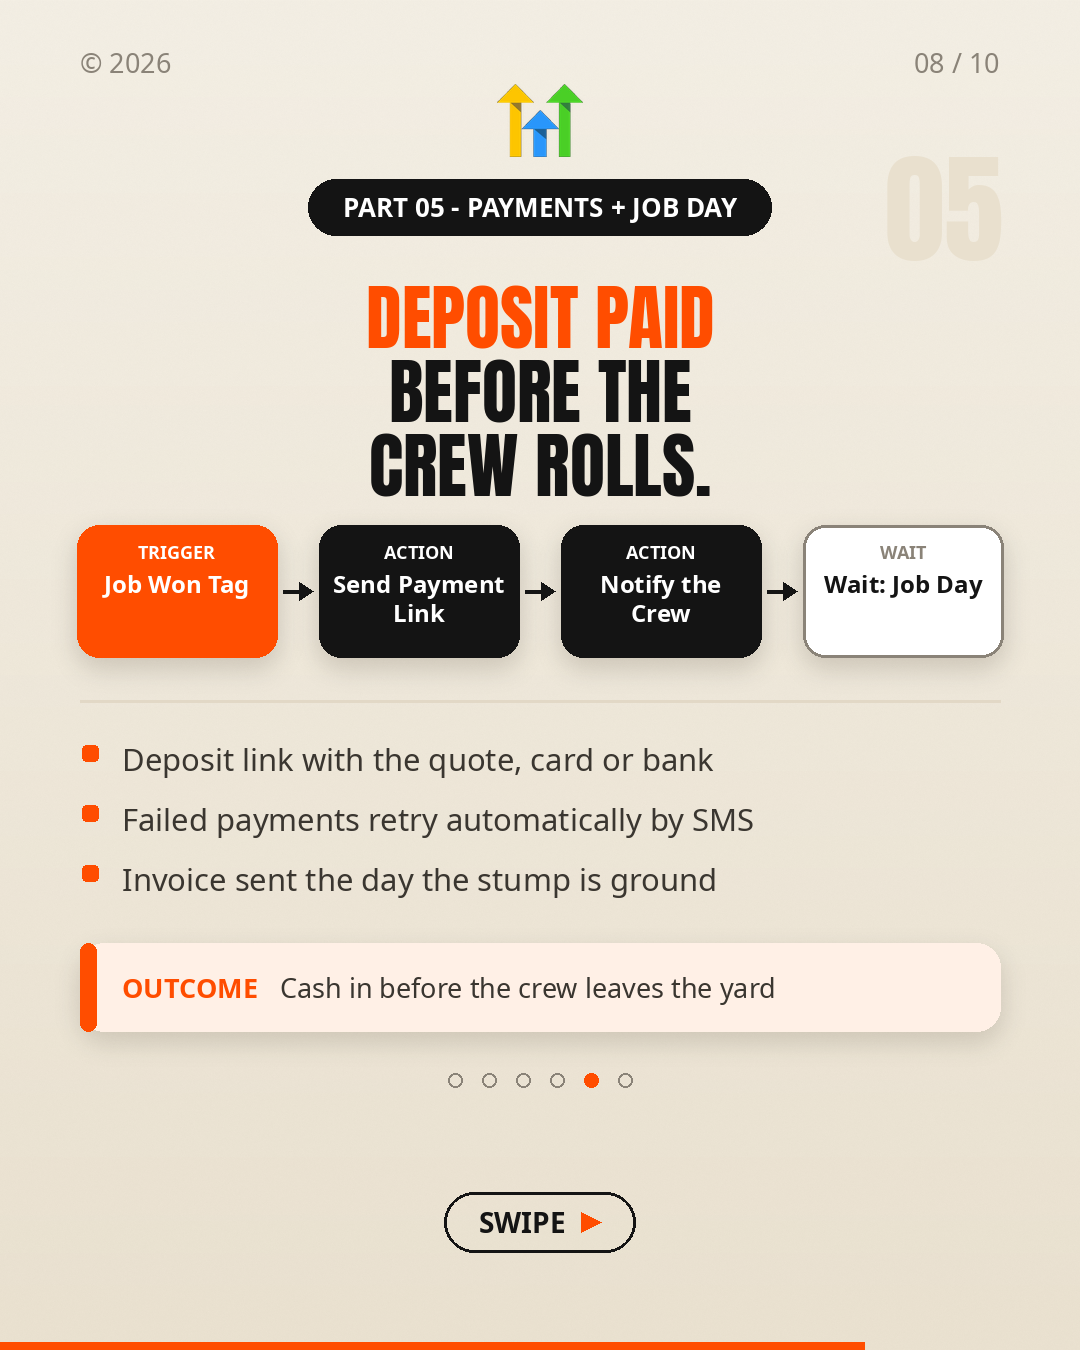 © 2026
08 / 10
PART 05 - PAYMENTS + JOB DAY
05
DEPOSIT PAID
BEFORE THE
CREW ROLLS.
TRIGGER
Job Won Tag
ACTION
Send Payment
Link
ACTION
Notify the
Crew
WAIT
Wait: Job Day
Deposit link with the quote, card or bank
Failed payments retry automatically by SMS
Invoice sent the day the stump is ground
OUTCOME Cash in before the crew leaves the yard
SWIPE